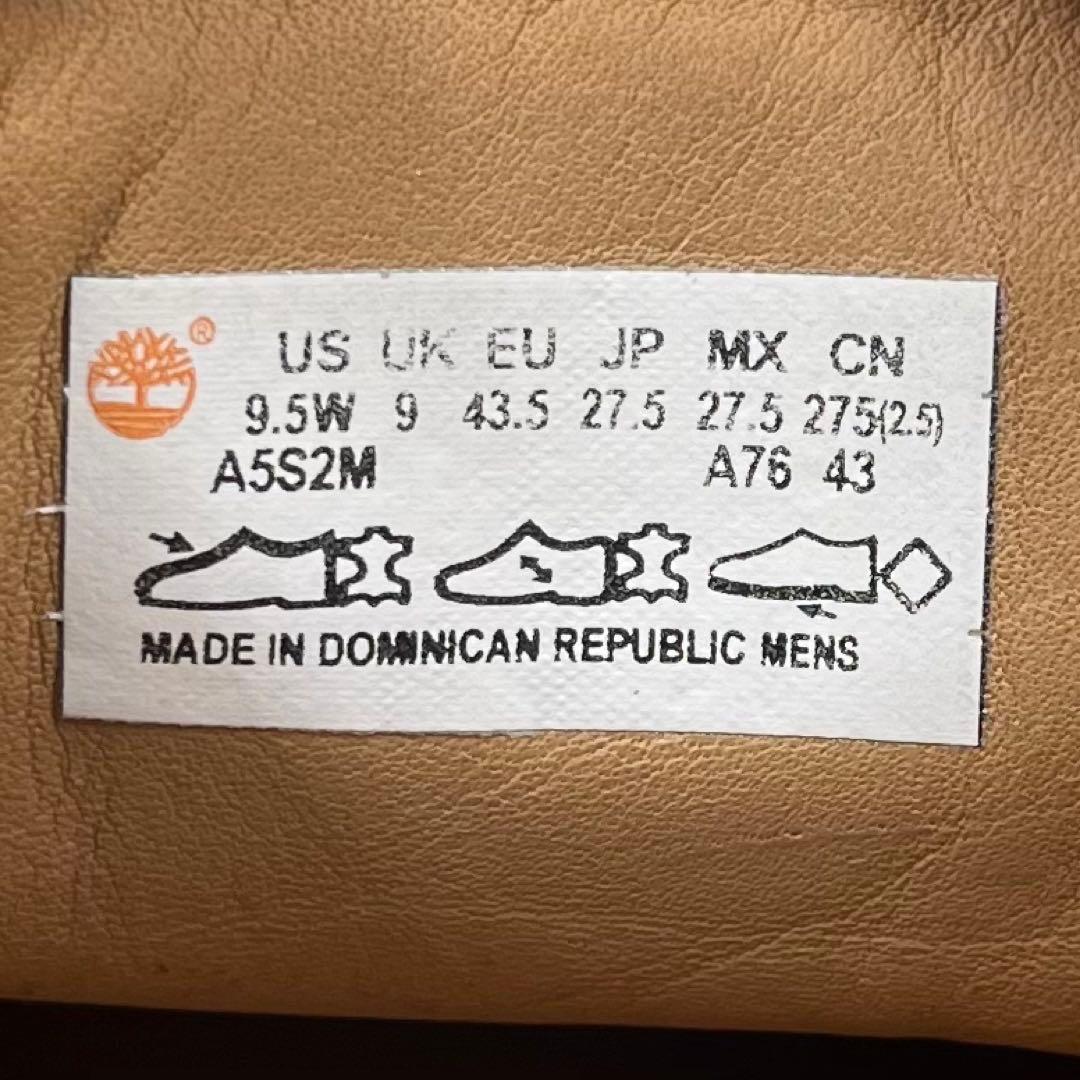 ®
US UK EU JP MX CN
9.5W 9 43.5 27.5 27.5 275(2.5)
A5S2M A76 43
MADE IN DOMINICAN REPUBLIC MENS